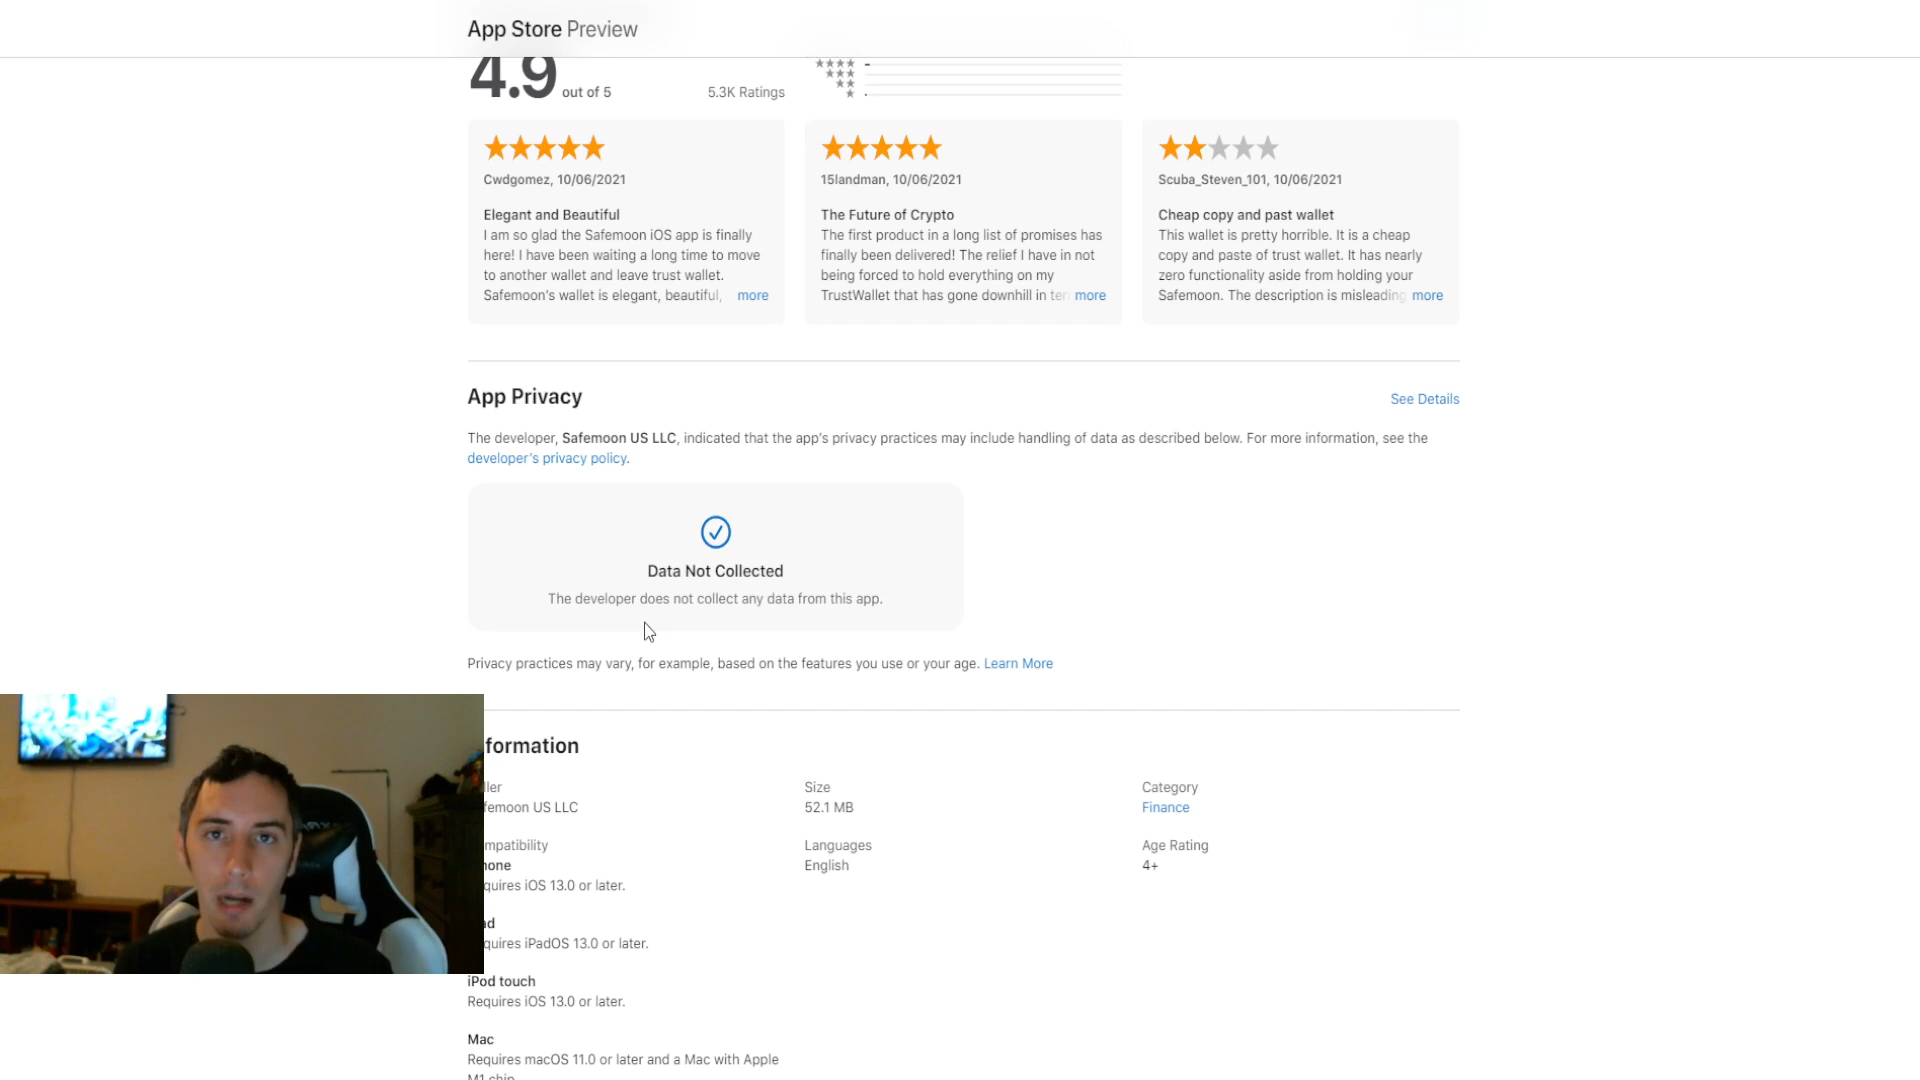 App Store Preview
4.9 out of 5
5.3K Ratings
Cwdgomez, 10/06/2021
Elegant and Beautiful
I am so glad the Safemoon iOS app is finally
here! I have been waiting a long time to move
to another wallet and leave trust wallet.
Safemoon's wallet is elegant, beautiful, more
15landman, 10/06/2021
The Future of Crypto
The first product in a long list of promises has
finally been delivered! The relief I have in not
being forced to hold everything on my
TrustWallet that has gone downhill in more
Scuba_Steven_101, 10/06/2021
Cheap copy and past wallet
This wallet is pretty horrible. It is a cheap
copy and paste of trust wallet. It has nearly
zero functionality aside from holding your
Safemoon. The description is misleading more
App Privacy
See Details
The developer, Safemoon US LLC, indicated that the app's privacy practices may include handling of data as described below. For more information, see the
developer's privacy policy.
Data Not Collected
The developer does not collect any data from this app.
Privacy practices may vary, for example, based on the features you use or your age. Learn More
formation
ller
femoon US LLC
Size
52.1 MB
Category
Finance
mpatibility
hone
quires iOS 13.0 or later.
Languages
English
Age Rating
4+
ad
quires iPadOS 13.0 or later.
iPod touch
Requires iOS 13.0 or later.
Mac
Requires macOS 11.0 or later and a Mac with Apple
M1 chip